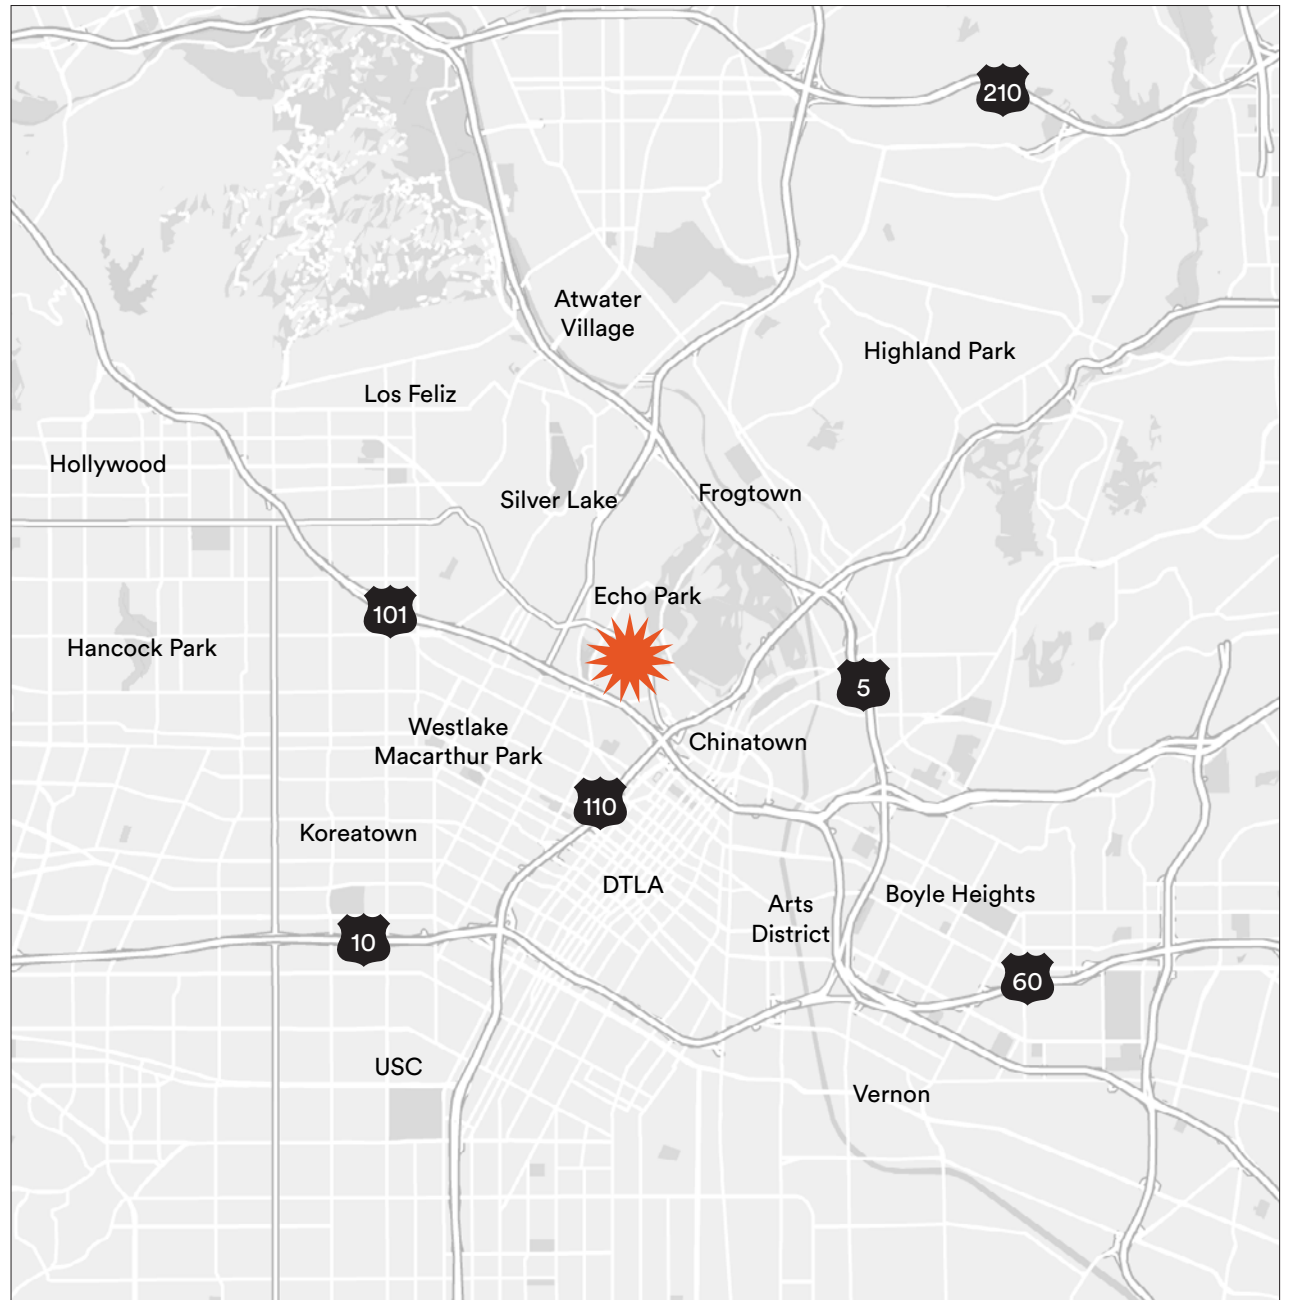 210
Atwater
Village
Highland Park
Los Feliz
Hollywood
Silver Lake
Frogtown
Echo Park
101
Hancock Park
5
Westlake
Macarthur Park
Chinatown
110
Koreatown
DTLA
Arts
District
Boyle Heights
10
60
USC
Vernon